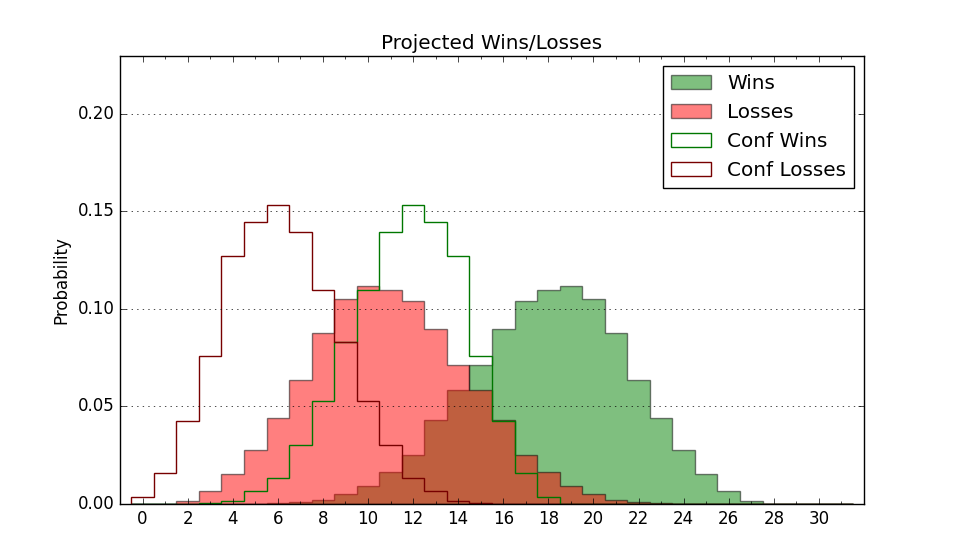 Projected Wins/Losses
Wins
Losses
Conf Wins
Conf Losses
Probability
0.20
0.15
0.10
0.05
0.00
0 2 4 6 8 10 12 14 16 18 20 22 24 26 28 30